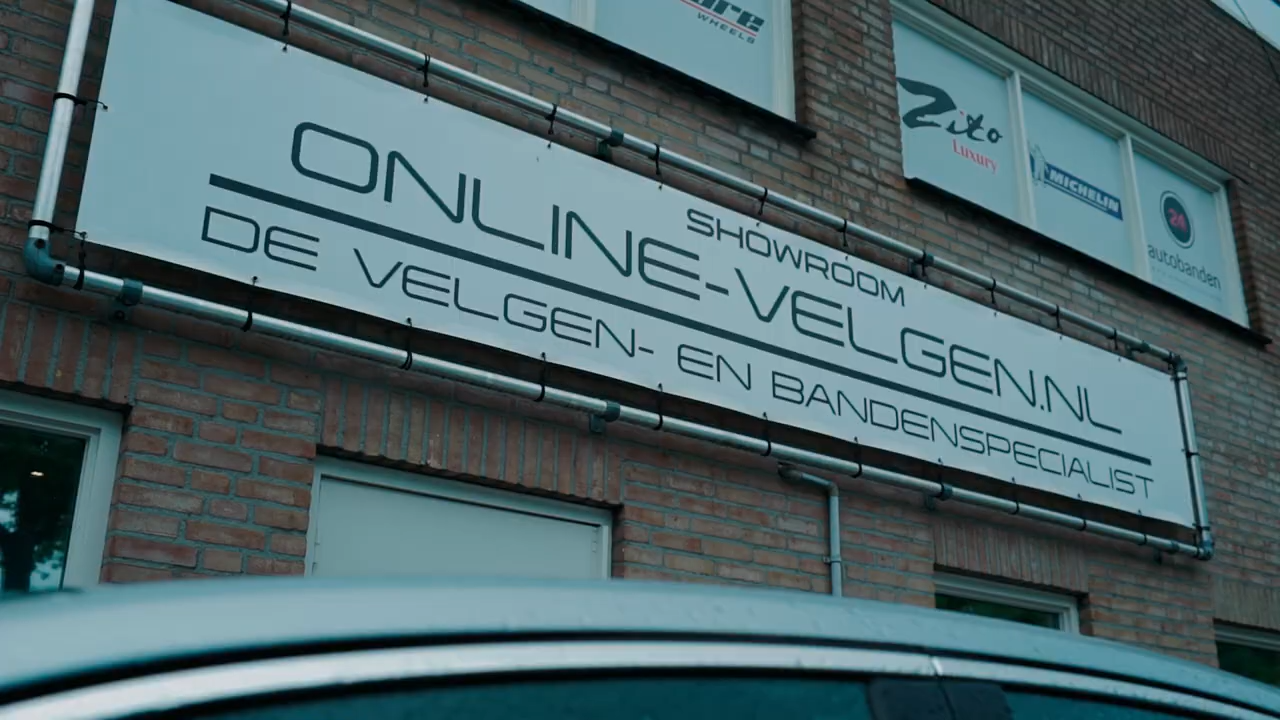 WHEELS
Zito
Luxury
MICHELIN
24
autobanden
SHOWROOM
ONLINE-VELGEN.NL
DE VELGEN- EN BANDENSPECIALIST